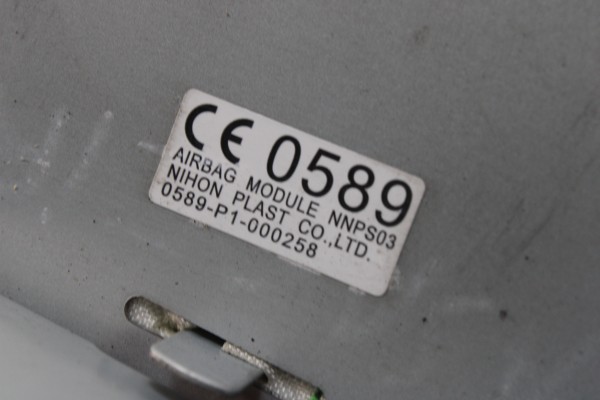 CE 0589
AIRBAG MODULE NNPS03
NIHON PLAST CO.,LTD.
0589-P1-000258